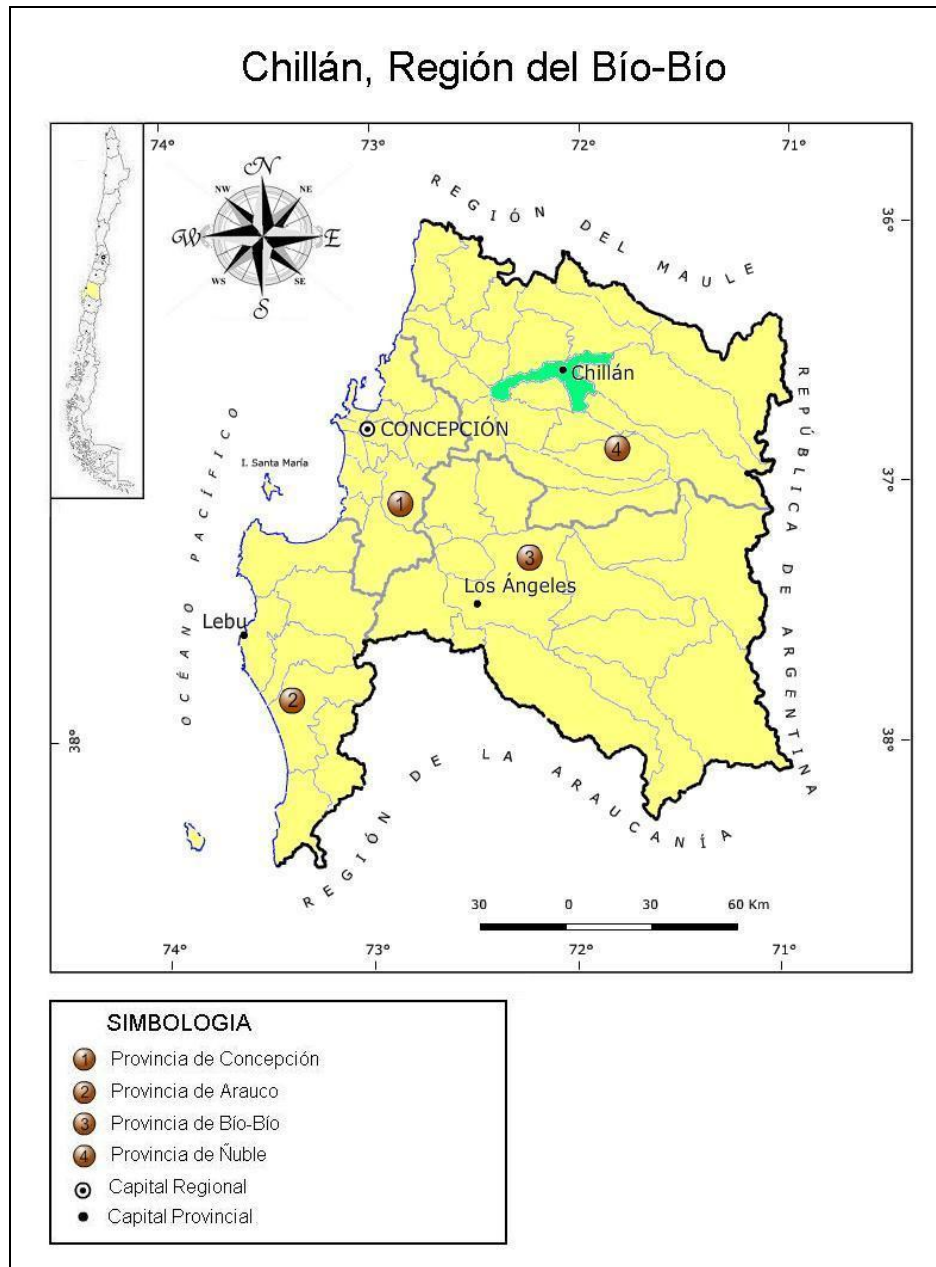 Chillán, Región del Bío-Bío
74°
73°
72°
71°
N
NW
NE
W
E
WS
SE
S
REGIÓN DEL MAULE
36°
Chillán
REPÚBLICA DE ARGENTINA
CONCEPCIÓN
4
I. Santa María
OCÉANO PACÍFICO
37°
1
3
Los Ángeles
Lebu
2
38°
38°
REGIÓN DE LA ARAUCANÍA
30 0 30 60 Km
74°
73°
72°
71°
SIMBOLOGIA
1 Provincia de Concepción
2 Provincia de Arauco
3 Provincia de Bío-Bío
4 Provincia de Ñuble
Capital Regional
Capital Provincial